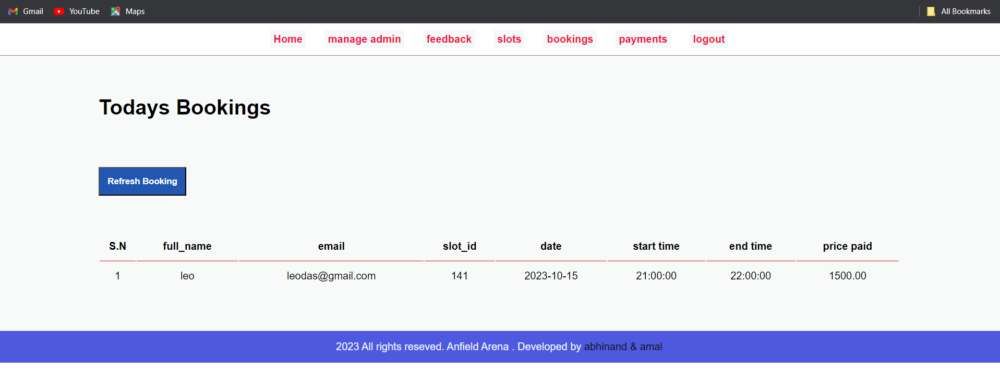 Gmail YouTube Maps All Bookmarks
Home manage admin feedback slots bookings payments logout
Todays Bookings
Refresh Booking
S.N full_name email slot_id date start time end time price paid
1 leo leodas@gmail.com 141 2023-10-15 21:00:00 22:00:00 1500.00
2023 All rights reseved. Anfield Arena . Developed by abhinand & amal